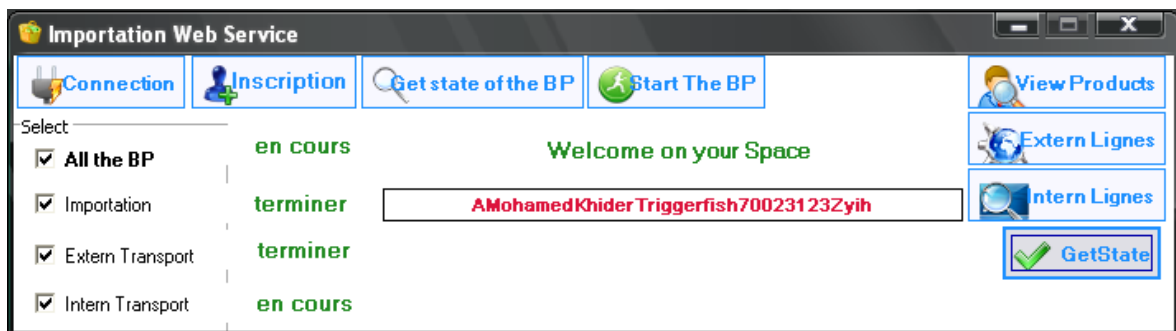 Importation Web Service
Connection Inscription Get state of the BP Start The BP View Products
Select
All the BP en cours Welcome on your Space Extern Lignes
Importation terminer AMohamedKhiderTriggerfish70023123Zyih Intern Lignes
Extern Transport terminer GetState
Intern Transport en cours